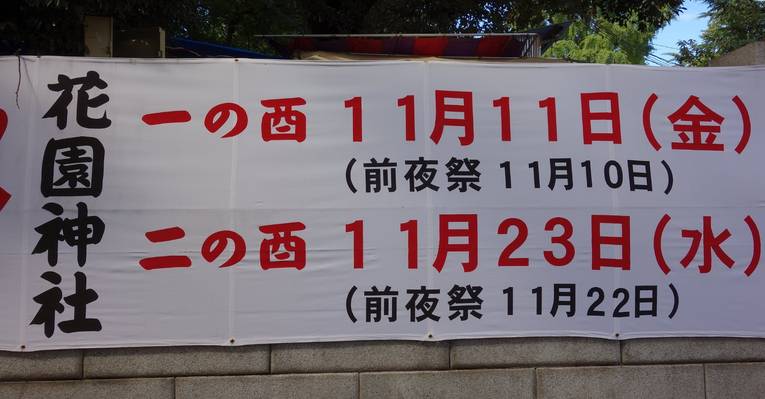 花園神社
一の酉 11月11日(金)
(前夜祭 11月10日)
二の酉 11月23日(水)
(前夜祭 11月22日)